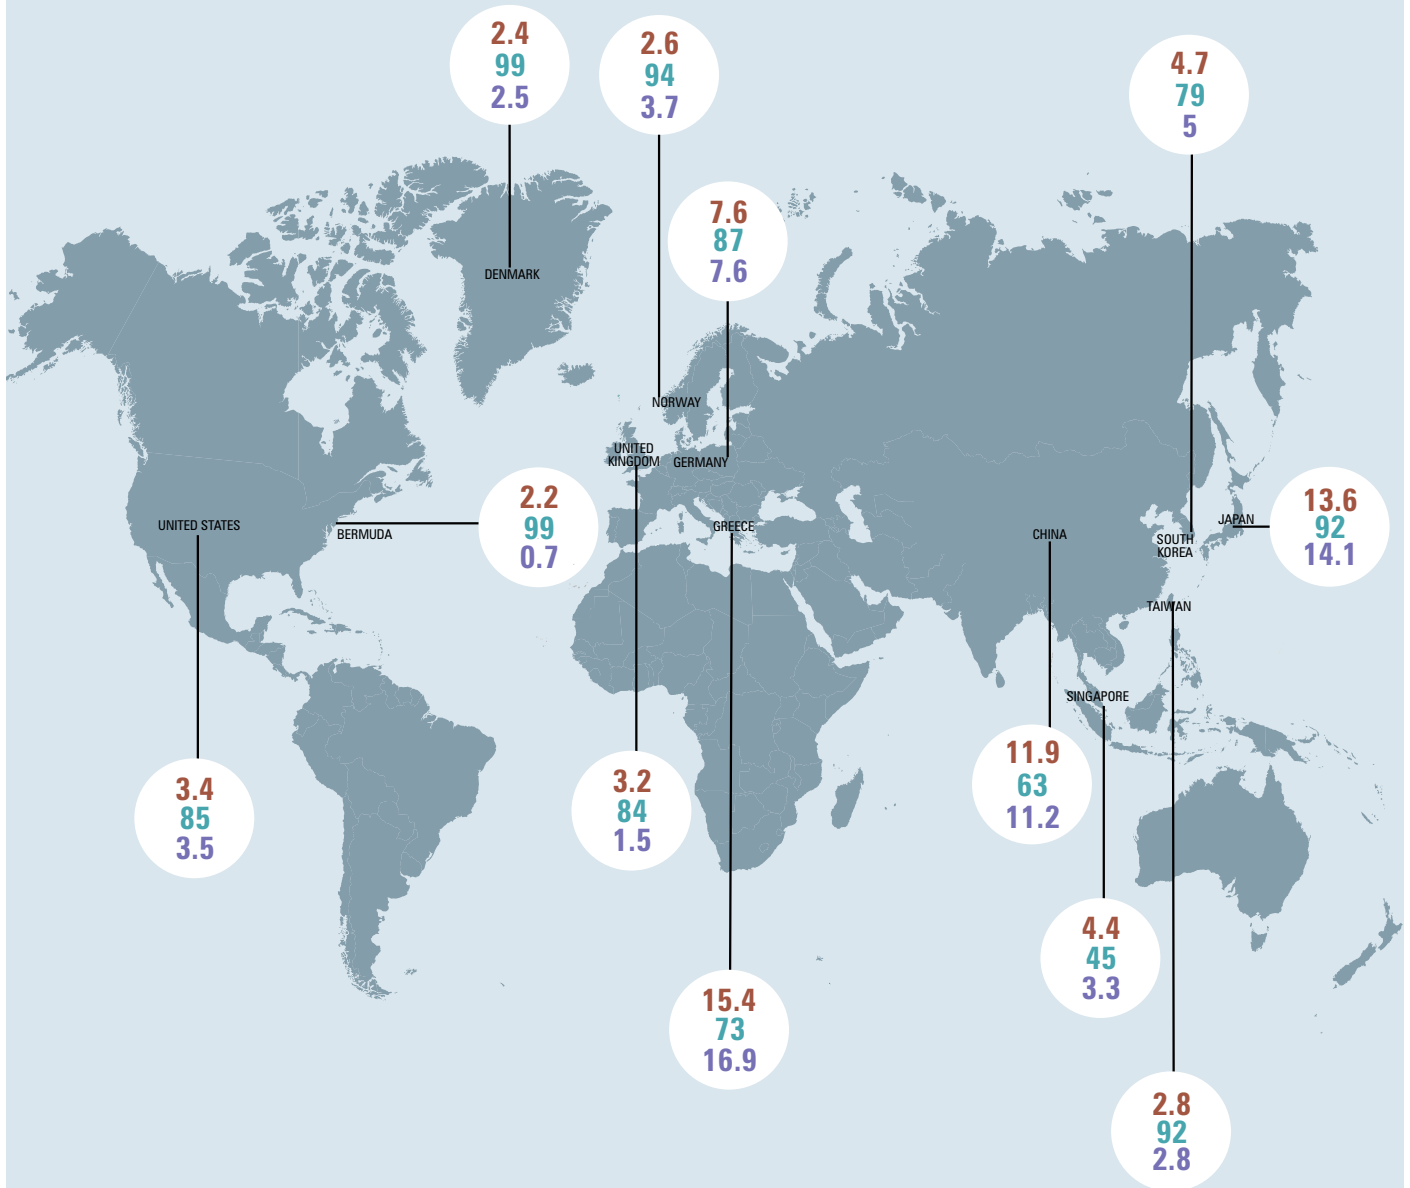 2.4
99
2.5
2.6
94
3.7
4.7
79
5
7.6
87
7.6
DENMARK
NORWAY
UNITED
KINGDOM
GERMANY
2.2
99
0.7
13.6
92
14.1
UNITED STATES
BERMUDA
GREECE
CHINA
SOUTH
KOREA
JAPAN
TAIWAN
SINGAPORE
3.4
85
3.5
3.2
84
1.5
11.9
63
11.2
4.4
45
3.3
15.4
73
16.9
2.8
92
2.8